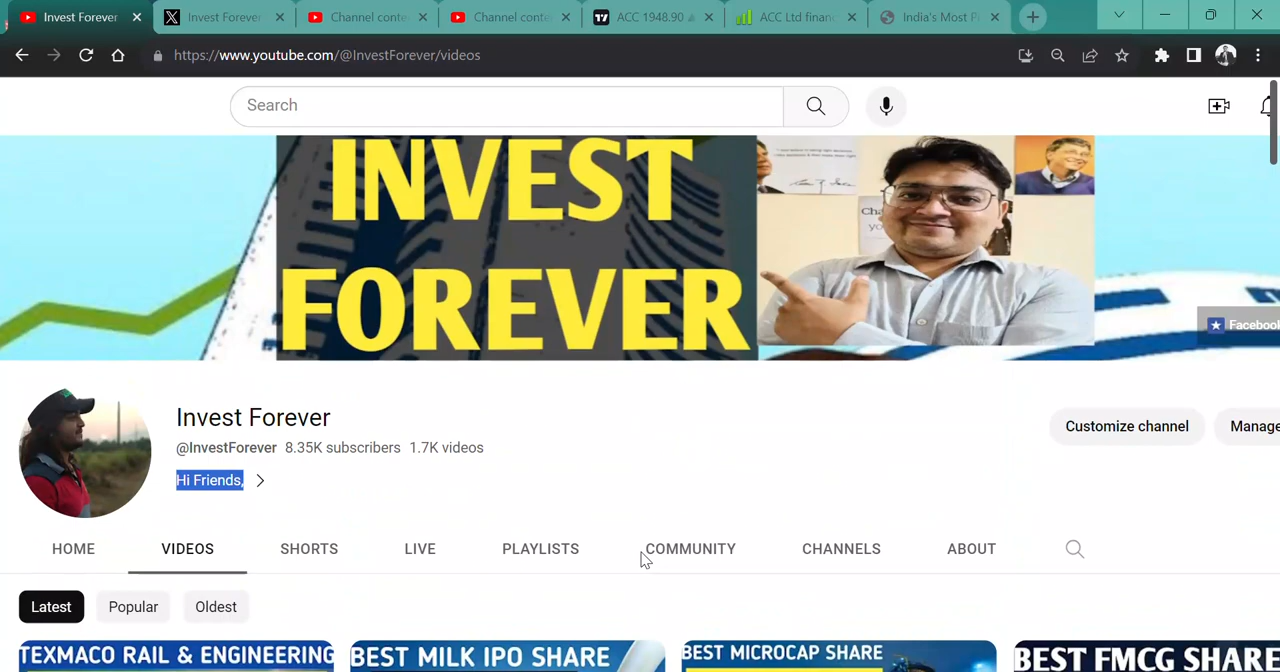 Invest Forever
Invest Forever
Channel conte
Channel conte
ACC 1948.90
ACC Ltd financ
India's Most P
https://www.youtube.com/@InvestForever/videos
Search
INVEST
FOREVER
Facebook
Invest Forever
@InvestForever 8.35K subscribers 1.7K videos
Hi Friends,
Customize channel
Manage
HOME VIDEOS SHORTS LIVE PLAYLISTS COMMUNITY CHANNELS ABOUT
Latest Popular Oldest
TEXMACO RAIL & ENGINEERING
BEST MILK IPO SHARE
BEST MICROCAP SHARE
BEST FMCG SHARE